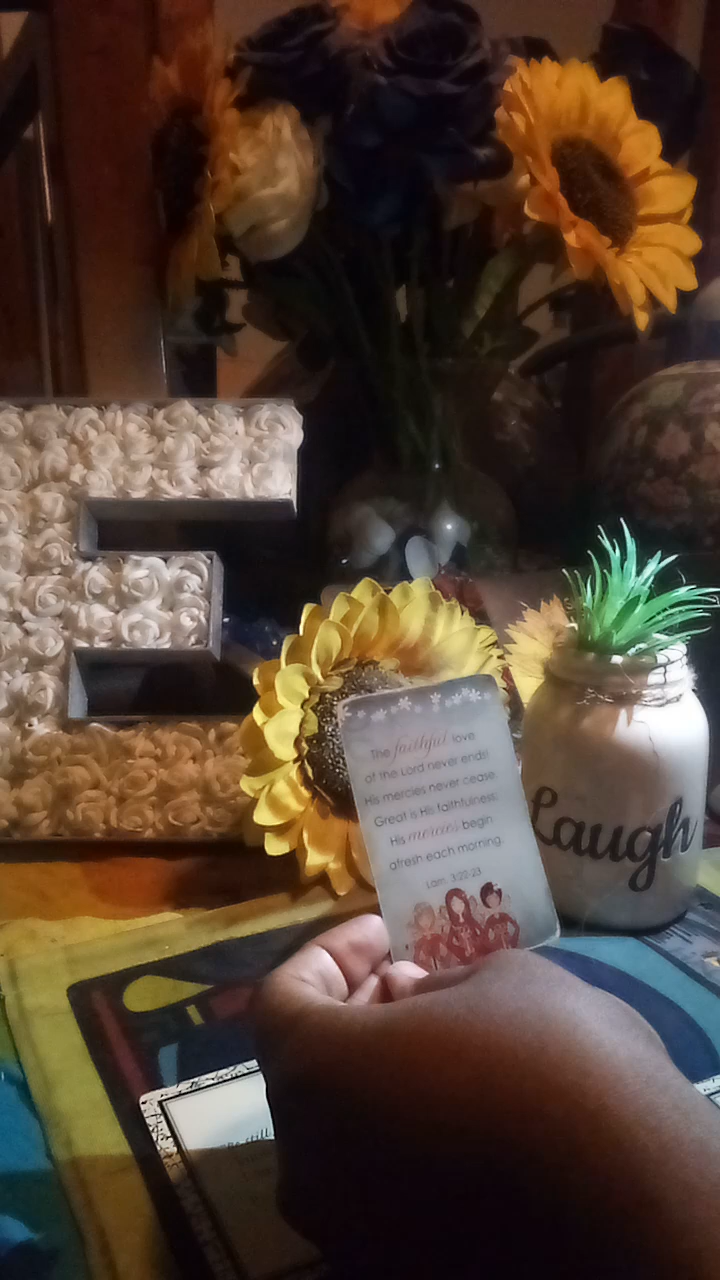 E
The faithful love
of the Lord never ends!
His mercies never cease.
Great is His faithfulness;
His mercies begin
afresh each morning.
Lam. 3:22-23
Laugh
still